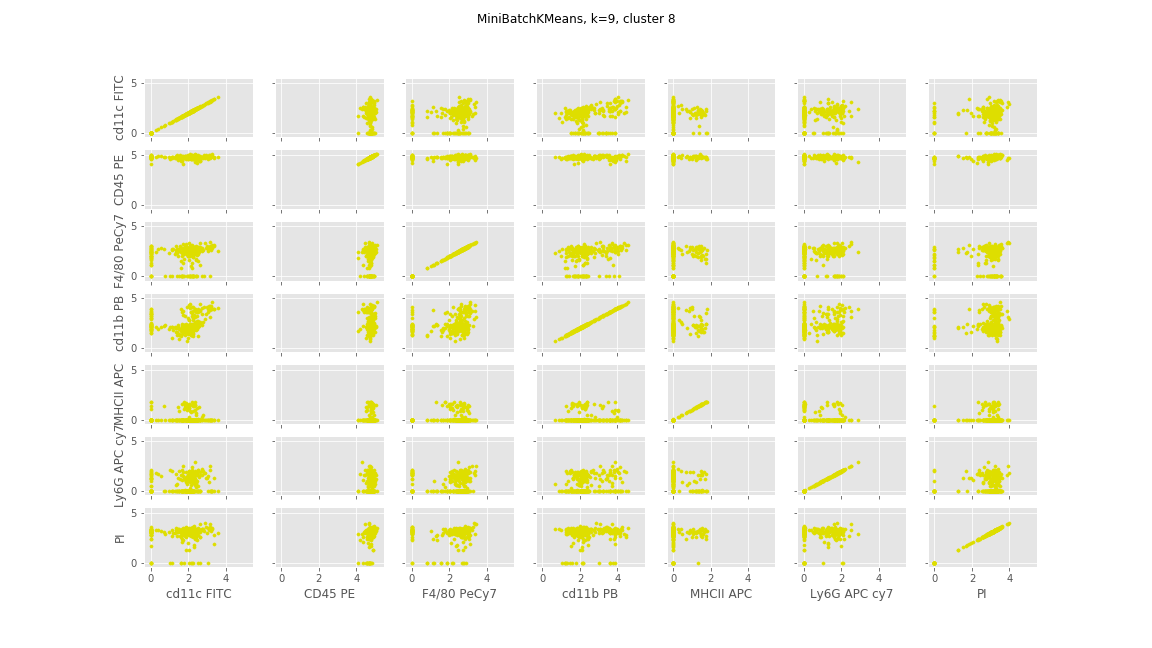 MiniBatchKMeans, k=9, cluster 8
cd11c FITC
5
0
CD45 PE
5
0
F4/80 PeCy7
5
0
cd11b PB
5
0
MHCII APC
5
0
Ly6G APC cy7
5
0
PI
5
0
0 2 4 0 2 4 0 2 4 0 2 4 0 2 4 0 2 4 0 2 4
cd11c FITC CD45 PE F4/80 PeCy7 cd11b PB MHCII APC Ly6G APC cy7 PI